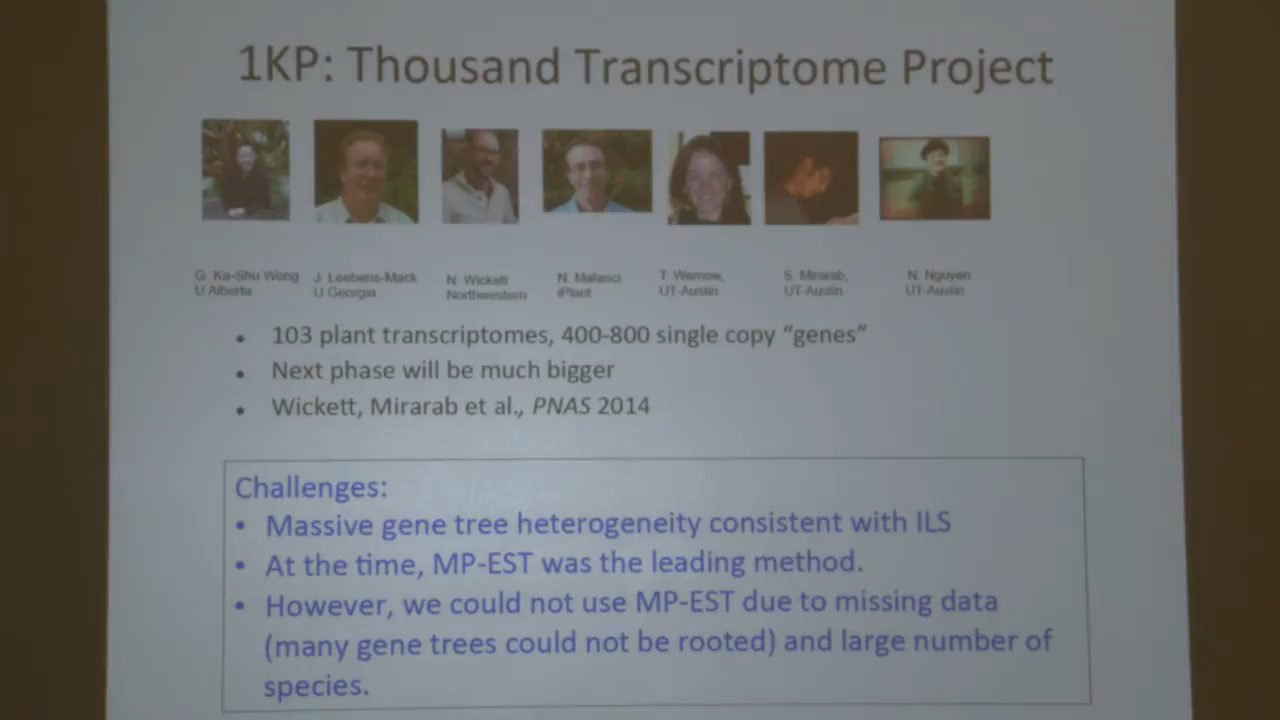 1KP: Thousand Transcriptome Project
G. Ka-Shu Wong J. Leebens-Mack N. Wickett N. Matasci T. Warnow, S. Mirarab, N. Nguyen
U Alberta U Georgia Northwestern iPlant UT-Austin UT-Austin UT-Austin
• 103 plant transcriptomes, 400-800 single copy “genes”
• Next phase will be much bigger
• Wickett, Mirarab et al., PNAS 2014
Challenges:
• Massive gene tree heterogeneity consistent with ILS
• At the time, MP-EST was the leading method.
• However, we could not use MP-EST due to missing data
(many gene trees could not be rooted) and large number of
species.